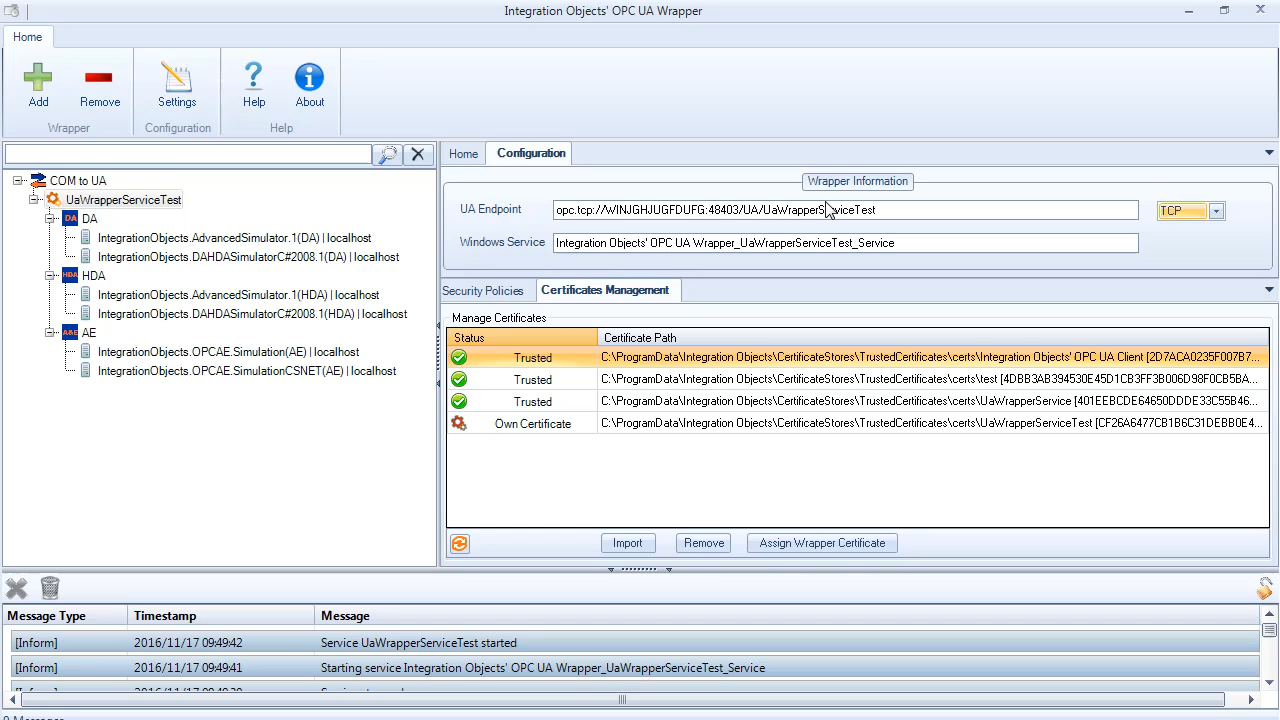 Integration Objects' OPC UA Wrapper
Home
Add
Remove
Settings
Help
About
Wrapper
Configuration
Help
Home
Configuration
COM to UA
UaWrapperServiceTest
DA
DA
IntegrationObjects.AdvancedSimulator.1(DA) | localhost
IntegrationObjects.DAHDASimulatorC#2008.1(DA) | localhost
HDA
HDA
IntegrationObjects.AdvancedSimulator.1(HDA) | localhost
IntegrationObjects.DAHDASimulatorC#2008.1(HDA) | localhost
A&E
AE
IntegrationObjects.OPCAE.Simulation(AE) | localhost
IntegrationObjects.OPCAE.SimulationCSNET(AE) | localhost
Wrapper Information
UA Endpoint
opc.tcp://WINJGHJUGFDUFG:48403/UA/UaWrapperServiceTest
TCP
Windows Service
Integration Objects' OPC UA Wrapper_UaWrapperServiceTest_Service
Security Policies
Certificates Management
Manage Certificates
Status
Certificate Path
Trusted
C:\ProgramData\Integration Objects\CertificateStores\TrustedCertificates\certs\Integration Objects' OPC UA Client [2D7ACA0235F007B7...
Trusted
C:\ProgramData\Integration Objects\CertificateStores\TrustedCertificates\certs\test [4DBB3AB394530E45D1CB3FF3B006D98F0CB5BA...
Trusted
C:\ProgramData\Integration Objects\CertificateStores\TrustedCertificates\certs\UaWrapperService [401EEBCDE64650DDDE33C55B46...
Own Certificate
C:\ProgramData\Integration Objects\CertificateStores\TrustedCertificates\certs\UaWrapperServiceTest [CF26A6477CB1B6C31DEBB0E4...
Import
Remove
Assign Wrapper Certificate
Message Type
Timestamp
Message
[Inform]
2016/11/17 09:49:42
Service UaWrapperServiceTest started
[Inform]
2016/11/17 09:49:41
Starting service Integration Objects' OPC UA Wrapper_UaWrapperServiceTest_Service